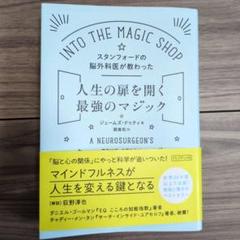 INTO THE MAGIC SHOP
スタンフォードの
脳外科医が教わった
人生の扉を開く
最強のマジック
ジェームズ・ドゥティ
A NEUROSURGEON'S
「脳と心の関係」にやっと科学が追いついた!
マインドフルネスが
人生を変える鍵となる
【解説】荻野淳也
ダニエル・ゴールマン『EQ こころの知能指数』著者
チャディー・メン・タン『サーチ・インサイド・ユアセルフ』著者、絶賛!